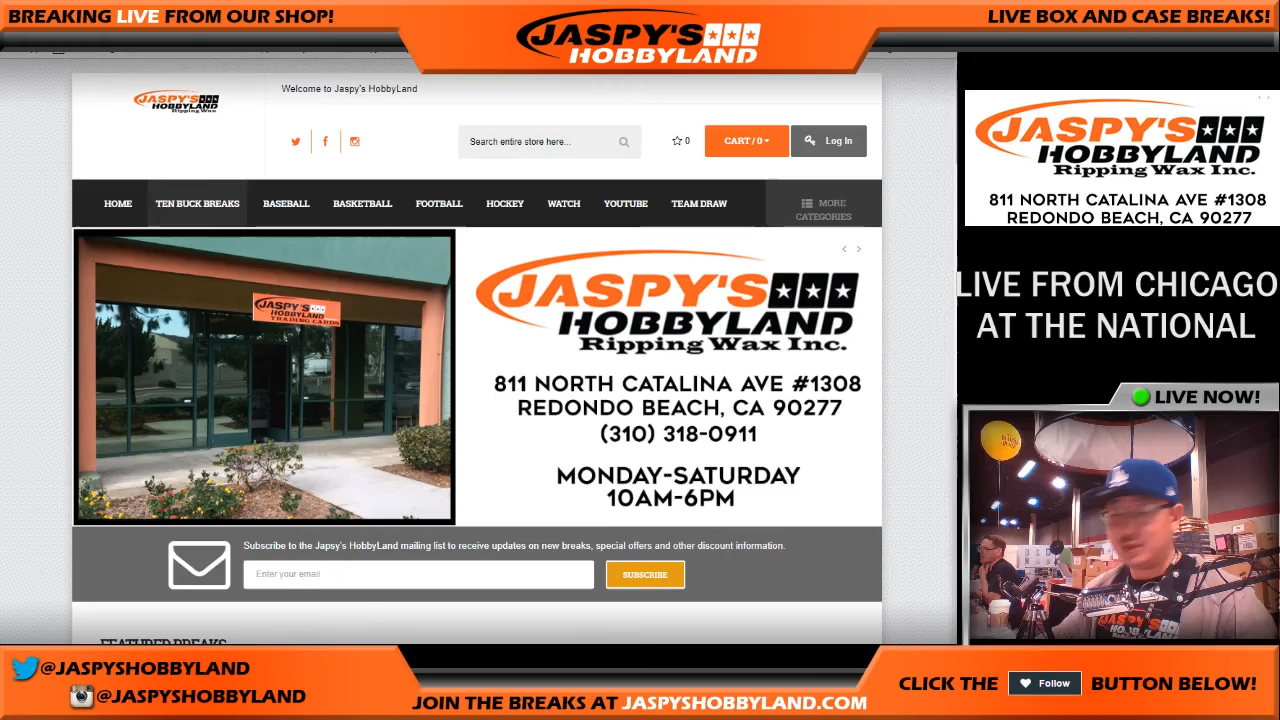 BREAKING LIVE FROM OUR SHOP!
JASPY'S
HOBBYLAND
LIVE BOX AND CASE BREAKS!
JASPY'S
HOBBYLAND
Ripping Wax
Welcome to Jaspy's HobbyLand
Search entire store here...
0
CART / 0
Log In
HOME
TEN BUCK BREAKS
BASEBALL
BASKETBALL
FOOTBALL
HOCKEY
WATCH
YOUTUBE
TEAM DRAW
MORE
CATEGORIES
JASPY'S
HOBBYLAND
TRADING CARDS
JASPY'S
HOBBYLAND
Ripping Wax Inc.
811 NORTH CATALINA AVE #1308
REDONDO BEACH, CA 90277
(310) 318-0911
MONDAY-SATURDAY
10AM-6PM
Subscribe to the Japsy's HobbyLand mailing list to receive updates on new breaks, special offers and other discount information.
Enter your email
SUBSCRIBE
FEATURED BREAKS
JASPY'S
HOBBYLAND
Ripping Wax Inc.
811 NORTH CATALINA AVE #1308
REDONDO BEACH, CA 90277
LIVE FROM CHICAGO
AT THE NATIONAL
LIVE NOW!
JASPY'S
HOBBYLAND
@JASPYSHOBBYLAND
@JASPYSHOBBYLAND
JOIN THE BREAKS AT JASPYSHOBBYLAND.COM
CLICK THE Follow BUTTON BELOW!